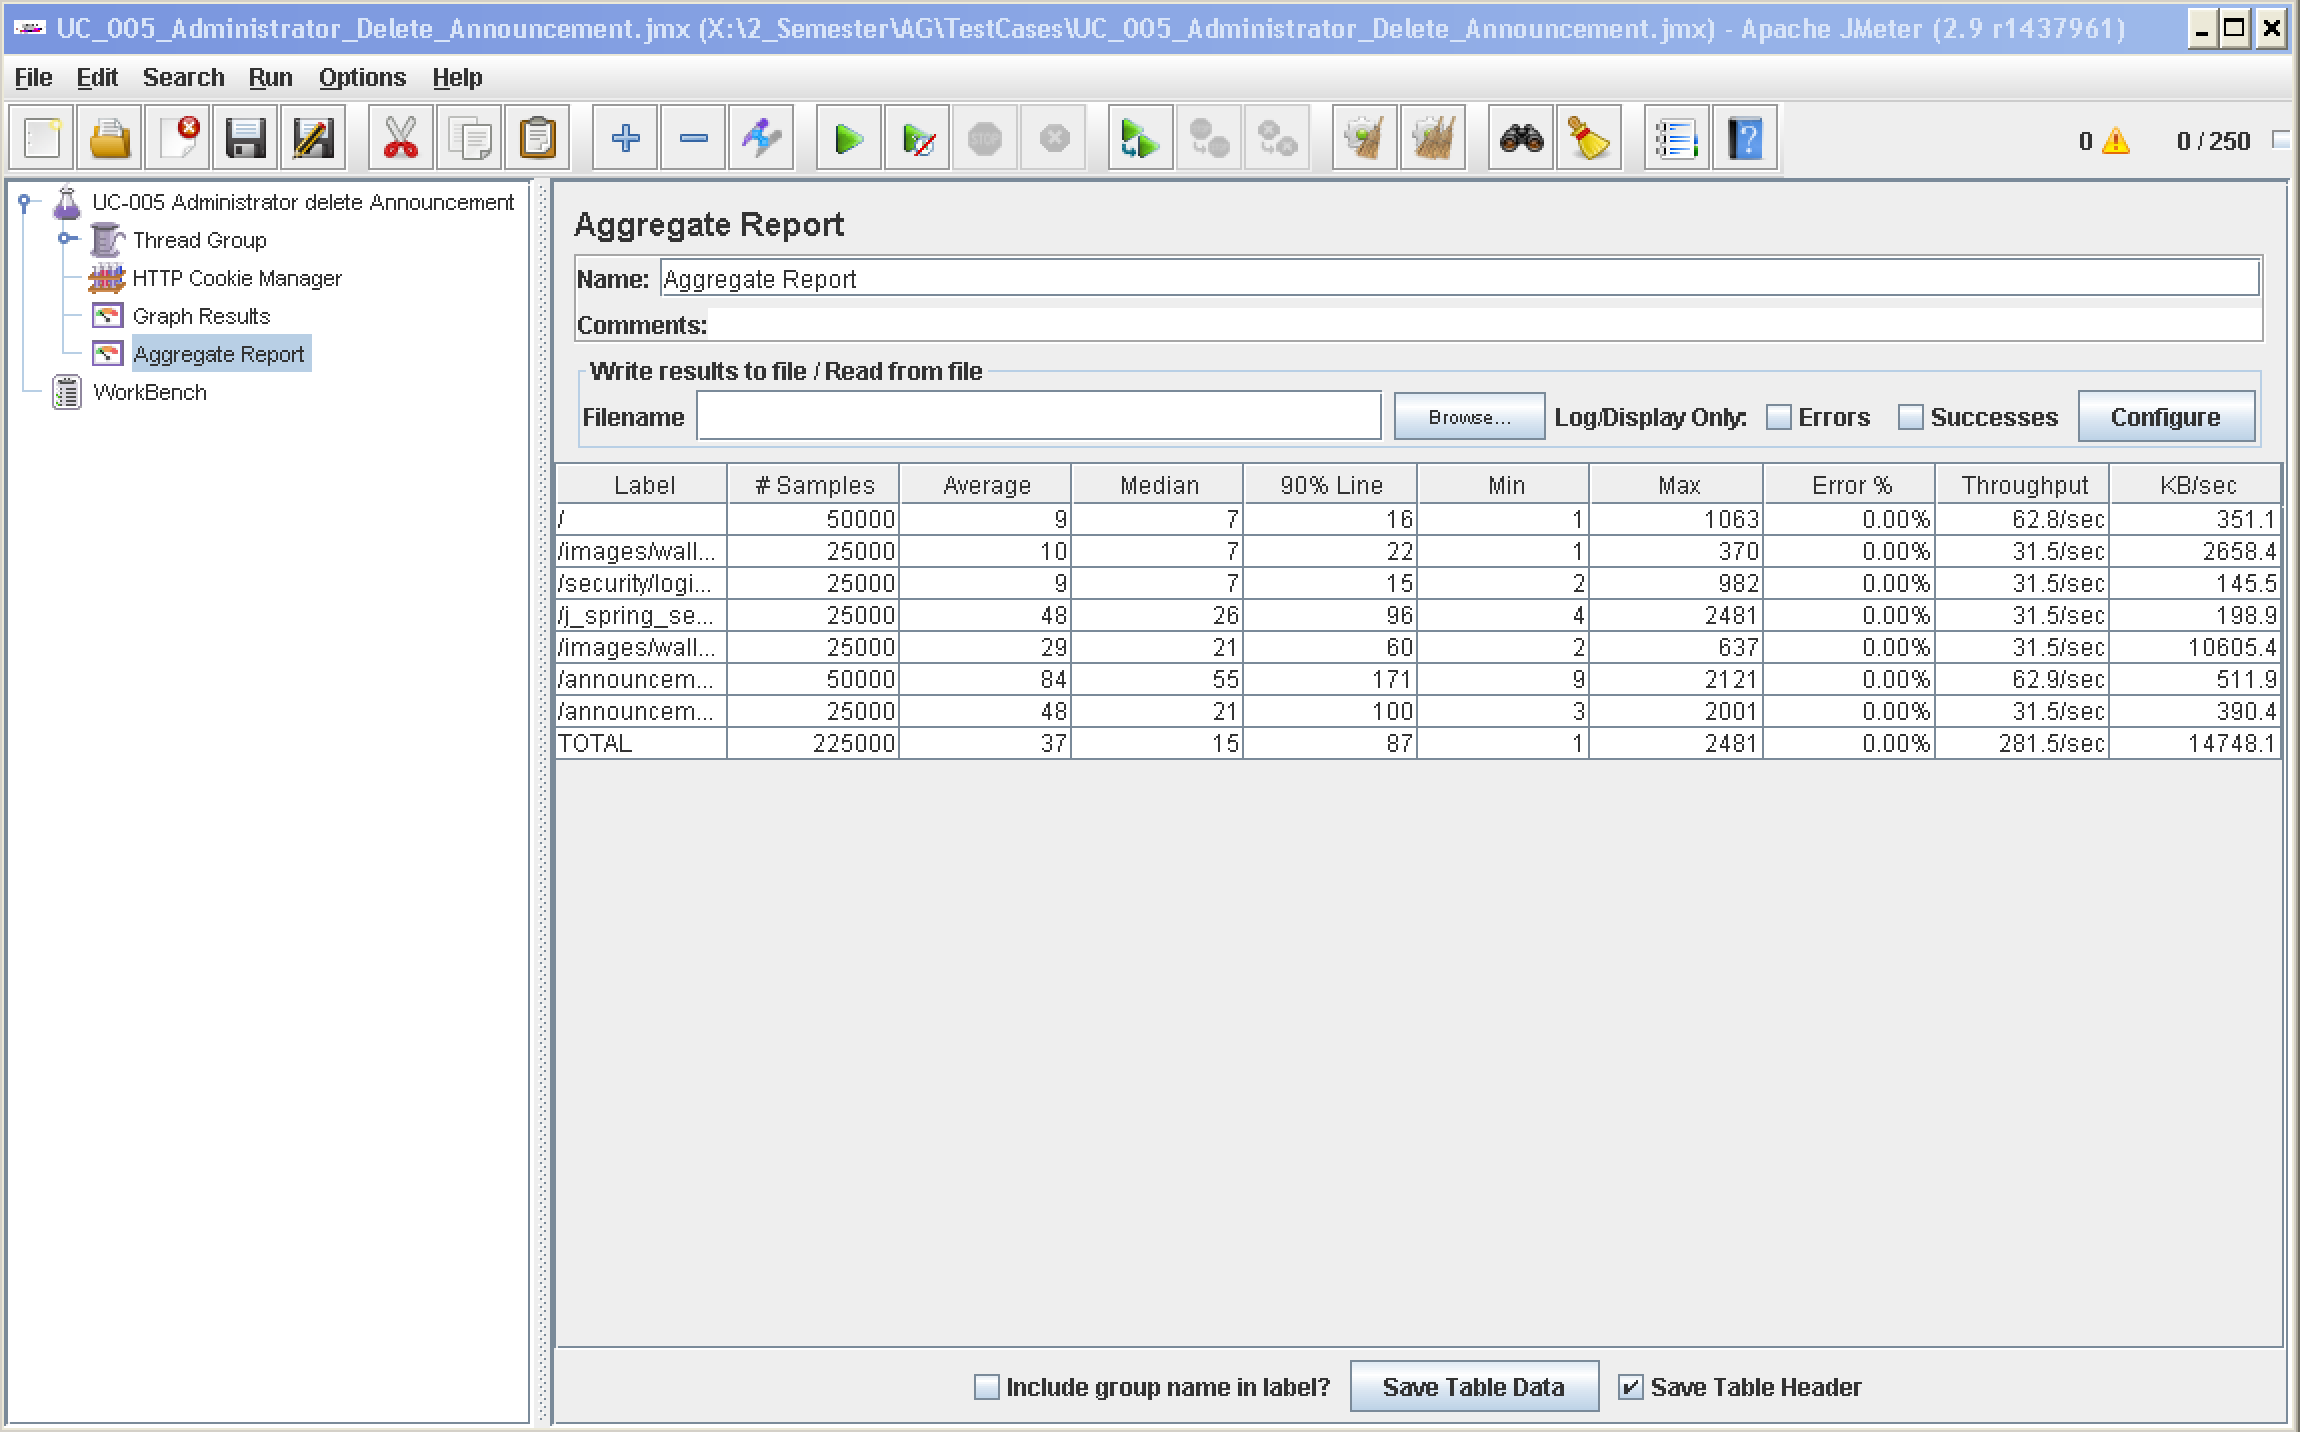 UC_005_Administrator_Delete_Announcement.jmx (X:\2_Semester\AG\TestCases\UC_005_Administrator_Delete_Announcement.jmx) - Apache JMeter (2.9 r1437961)
File Edit Search Run Options Help
STOP
0 0 / 250
UC-005 Administrator delete Announcement
Thread Group
HTTP Cookie Manager
Graph Results
Aggregate Report
WorkBench
Aggregate Report
Name: Aggregate Report
Comments:
Write results to file / Read from file
Filename Browse... Log/Display Only: Errors Successes Configure
Label # Samples Average Median 90% Line Min Max Error % Throughput KB/sec
/ 50000 9 7 16 1 1063 0.00% 62.8/sec 351.1
/images/wall... 25000 10 7 22 1 370 0.00% 31.5/sec 2658.4
/security/logi... 25000 9 7 15 2 982 0.00% 31.5/sec 145.5
/j_spring_se... 25000 48 26 96 4 2481 0.00% 31.5/sec 198.9
/images/wall... 25000 29 21 60 2 637 0.00% 31.5/sec 10605.4
/announcem... 50000 84 55 171 9 2121 0.00% 62.9/sec 511.9
/announcem... 25000 48 21 100 3 2001 0.00% 31.5/sec 390.4
TOTAL 225000 37 15 87 1 2481 0.00% 281.5/sec 14748.1
Include group name in label? Save Table Data Save Table Header